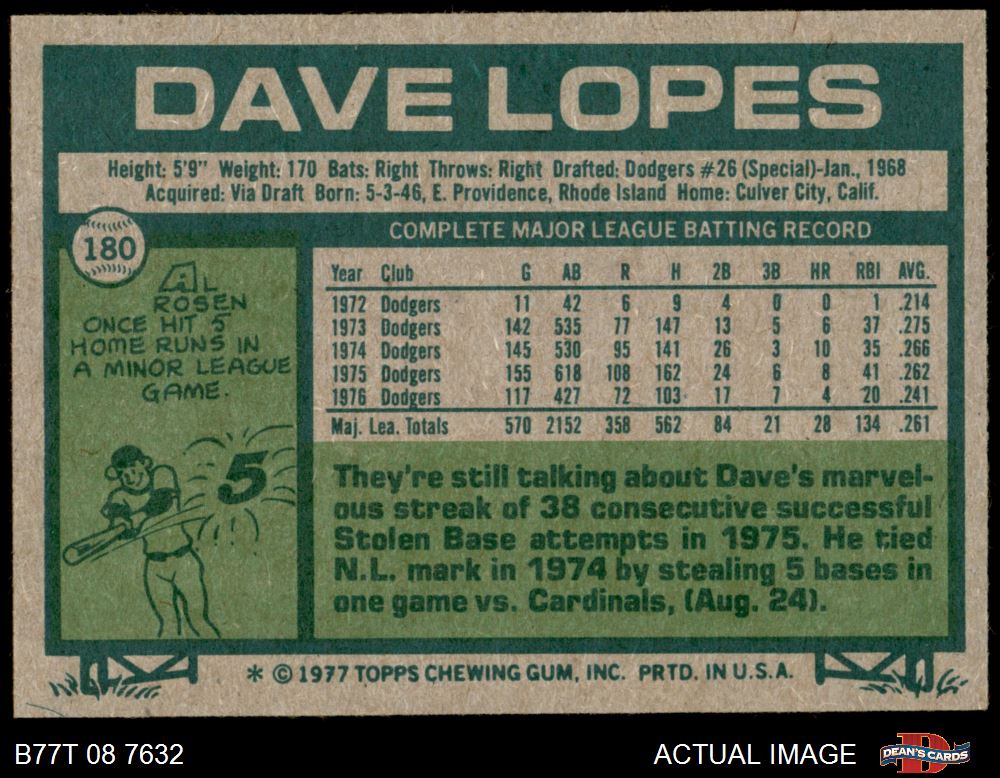 DAVE LOPES
Height: 5'9" Weight: 170 Bats: Right Throws: Right Drafted: Dodgers #26 (Special)-Jan., 1968
Acquired: Via Draft Born: 5-3-46, E. Providence, Rhode Island Home: Culver City, Calif.
180
AL
ROSEN
ONCE HIT 5
HOME RUNS IN
A MINOR LEAGUE
GAME.
5
COMPLETE MAJOR LEAGUE BATTING RECORD
Year Club G AB R H 2B 3B HR RBI AVG.
1972 Dodgers 11 42 6 9 4 0 0 1 .214
1973 Dodgers 142 535 77 147 13 5 6 37 .275
1974 Dodgers 145 530 95 141 26 3 10 35 .266
1975 Dodgers 155 618 108 162 24 6 8 41 .262
1976 Dodgers 117 427 72 103 17 7 4 20 .241
Maj. Lea. Totals 570 2152 358 562 84 21 28 134 .261
They're still talking about Dave's marvel-
ous streak of 38 consecutive successful
Stolen Base attempts in 1975. He tied
N.L. mark in 1974 by stealing 5 bases in
one game vs. Cardinals, (Aug. 24).
* © 1977 TOPPS CHEWING GUM, INC. PRTD. IN U.S.A.
B77T 08 7632
ACTUAL IMAGE
D
DEAN'S CARDS